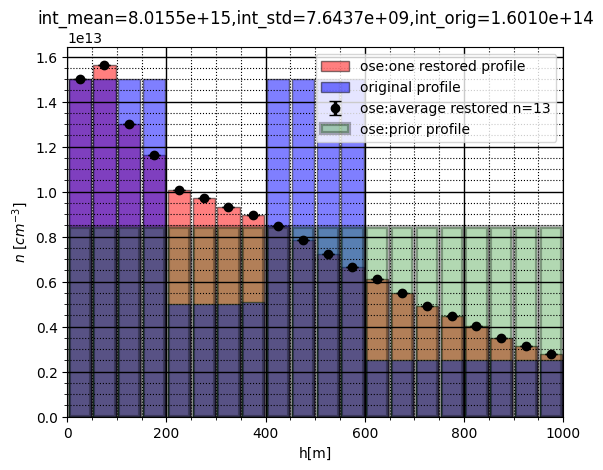 int_mean=8.0155e+15,int_std=7.6437e+09,int_orig=1.6010e+14
1e13
ose:one restored profile
original profile
ose:average restored n=13
ose:prior profile
1.6
1.4
1.2
1.0
0.8
0.6
0.4
0.2
0.0
n [cm⁻³]
0 200 400 600 800 1000
h[m]